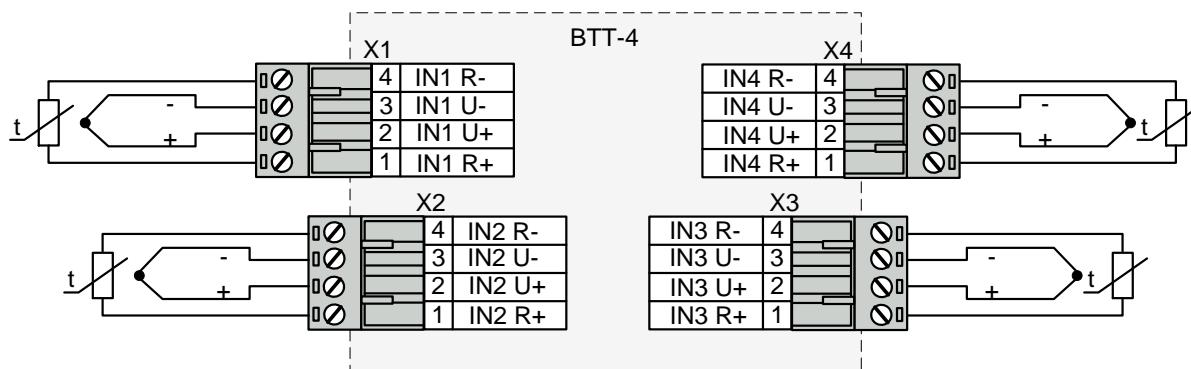 BTT-4
X1
4 IN1 R-
3 IN1 U-
2 IN1 U+
1 IN1 R+
t
-
+
X4
IN4 R- 4
IN4 U- 3
IN4 U+ 2
IN4 R+ 1
-
+
t
X2
4 IN2 R-
3 IN2 U-
2 IN2 U+
1 IN2 R+
t
-
+
X3
IN3 R- 4
IN3 U- 3
IN3 U+ 2
IN3 R+ 1
-
+
t